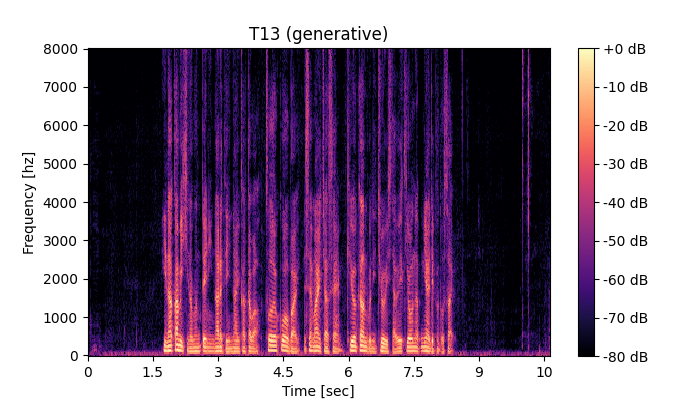 T13 (generative)
8000
7000
6000
5000
4000
3000
2000
1000
0
Frequency [hz]
0 1.5 3 4.5 6 7.5 9 10
Time [sec]
+0 dB
-10 dB
-20 dB
-30 dB
-40 dB
-50 dB
-60 dB
-70 dB
-80 dB